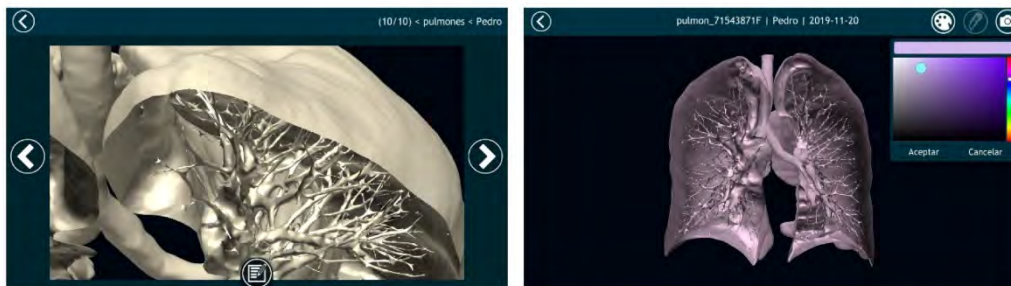 (10/10) < pulmones < Pedro
pulmon_71543871F | Pedro | 2019-11-20
Aceptar Cancelar